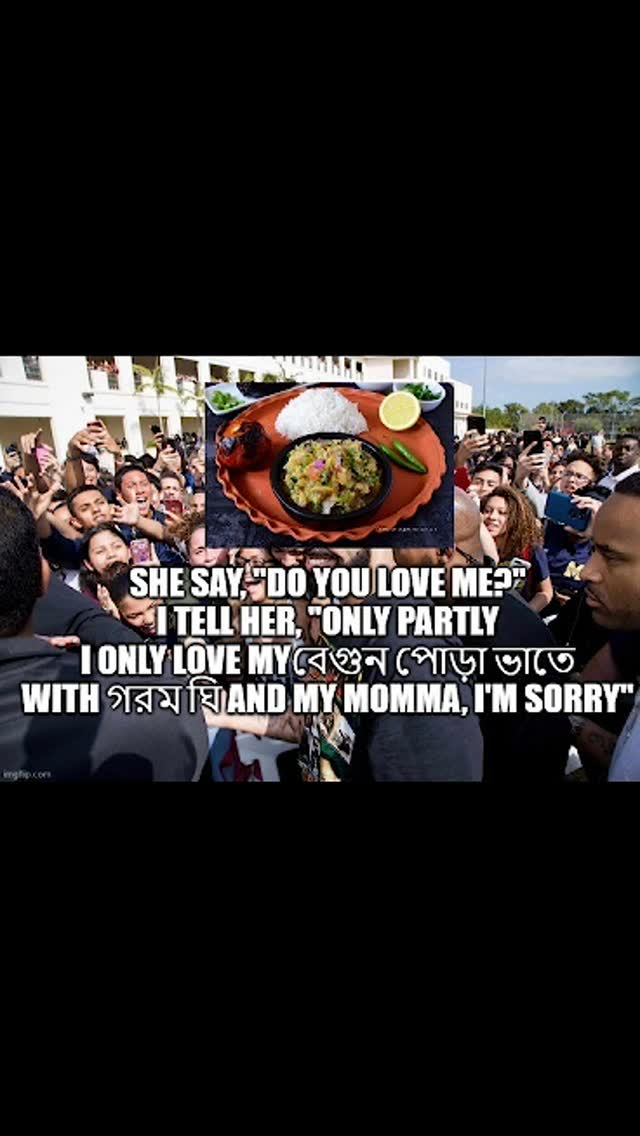 SHE SAY, "DO YOU LOVE ME?"
I TELL HER, "ONLY PARTLY
I ONLY LOVE MY বেগুন পোড়া ভাতে
WITH গরম ঘি AND MY MOMMA, I'M SORRY"
imgflip.com